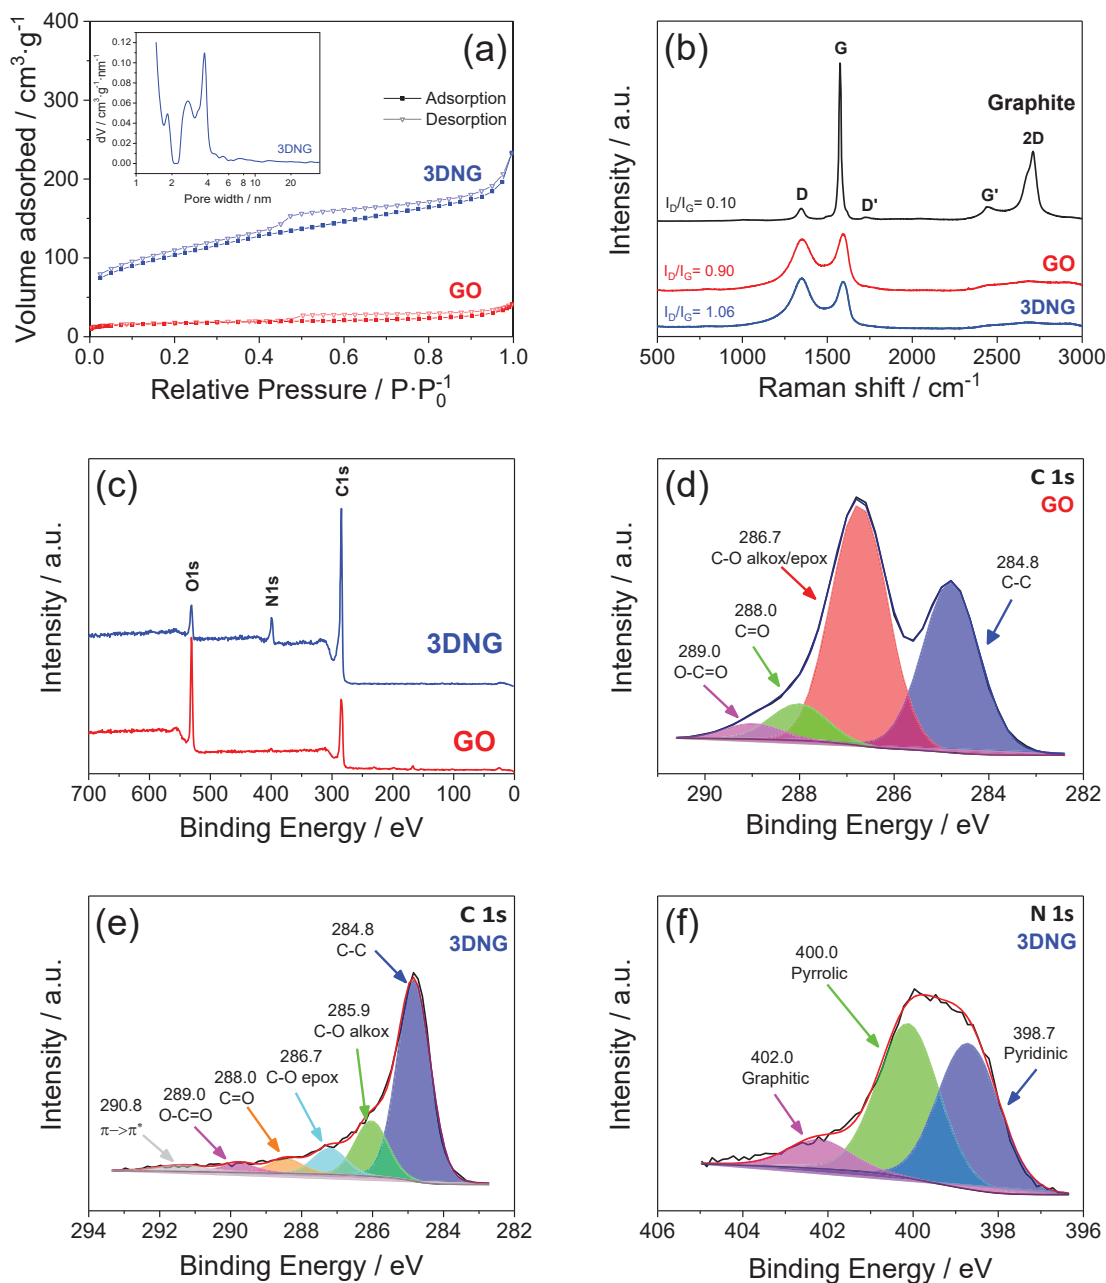 (a)
Volume adsorbed / cm³·g⁻¹
400
300
200
100
0
0.0 0.2 0.4 0.6 0.8 1.0
Relative Pressure / P·P₀⁻¹
Adsorption
Desorption
3DNG
GO
dV / cm³·g⁻¹·nm⁻¹
0.12
0.10
0.08
0.06
0.04
0.02
0.00
3DNG
1 2 4 6 8 10 20
Pore width / nm
(b)
Intensity / a.u.
G
Graphite
2D
D
D'
G'
I_D/I_G= 0.10
GO
I_D/I_G= 0.90
3DNG
I_D/I_G= 1.06
500 1000 1500 2000 2500 3000
Raman shift / cm⁻¹
(c)
Intensity / a.u.
C1s
O1s
N1s
3DNG
GO
700 600 500 400 300 200 100 0
Binding Energy / eV
(d)
C 1s
GO
Intensity / a.u.
286.7
C-O alkox/epox
284.8
C-C
288.0
C=O
289.0
O-C=O
290 288 286 284 282
Binding Energy / eV
(e)
C 1s
3DNG
Intensity / a.u.
284.8
C-C
285.9
C-O alkox
286.7
C-O epox
288.0
C=O
289.0
O-C=O
290.8
π–>π*
294 292 290 288 286 284 282
Binding Energy / eV
(f)
N 1s
3DNG
Intensity / a.u.
400.0
Pyrrolic
398.7
Pyridinic
402.0
Graphitic
406 404 402 400 398 396
Binding Energy / eV